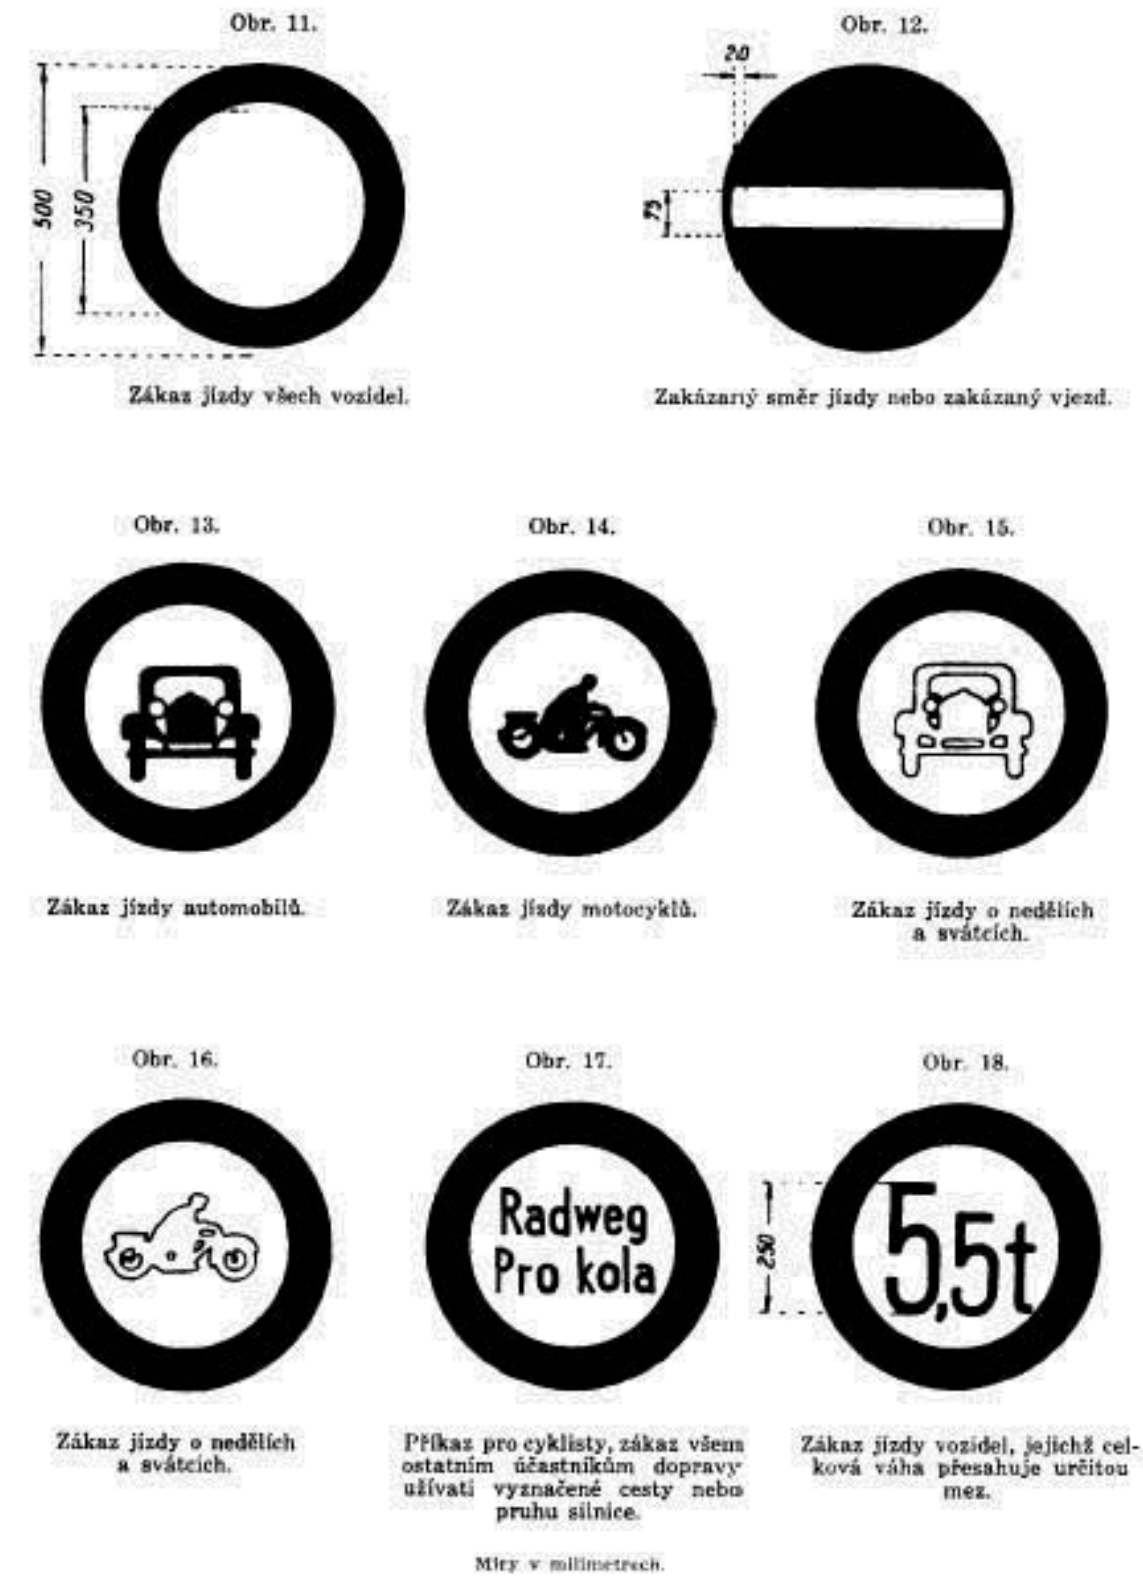 Obr. 11.
500
350
Zákaz jízdy všech vozidel.
Obr. 12.
20
75
Zakázaný směr jízdy nebo zakázaný vjezd.
Obr. 13.
Zákaz jízdy automobilů.
Obr. 14.
Zákaz jízdy motocyklů.
Obr. 15.
Zákaz jízdy o nedělích
a svátcích.
Obr. 16.
Zákaz jízdy o nedělích
a svátcích.
Obr. 17.
Radweg
Pro kola
Příkaz pro cyklisty, zákaz všem
ostatním účastníkům dopravy
užívati vyznačené cesty nebo
pruhu silnice.
Obr. 18.
250
5,5t
Zákaz jízdy vozidel, jejichž cel-
ková váha přesahuje určitou
mez.
Míry v milimetrech.